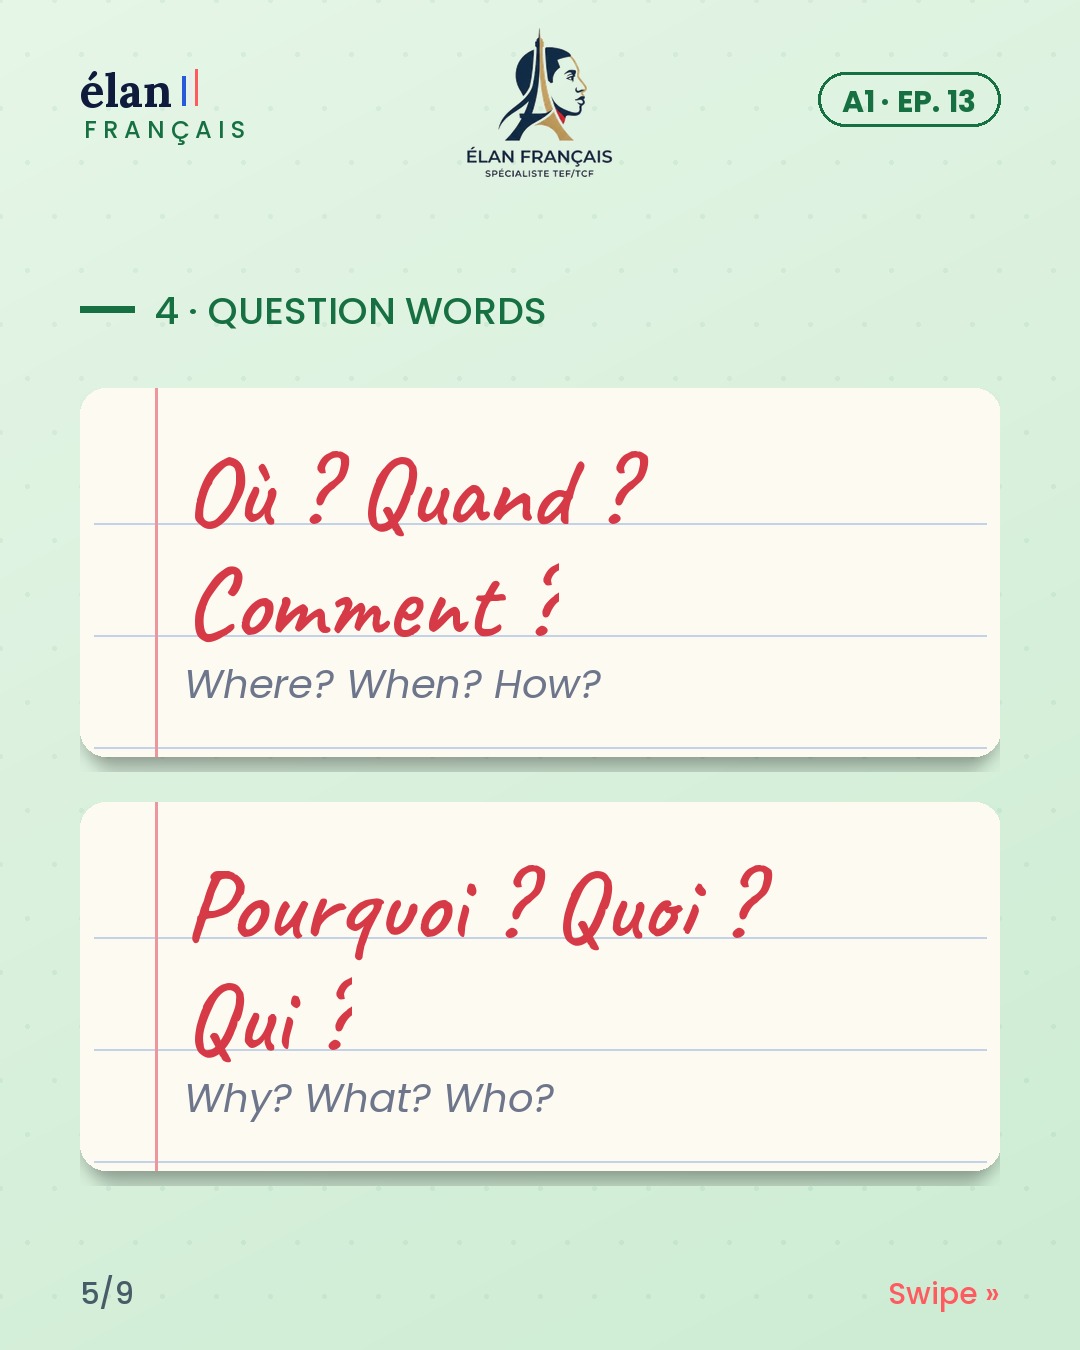 élan
FRANÇAIS
ÉLAN FRANÇAIS
SPÉCIALISTE TEF/TCF
A1 · EP. 13
4 · QUESTION WORDS
Où ? Quand ?
Comment ?
Where? When? How?
Pourquoi ? Quoi ?
Qui ?
Why? What? Who?
5/9
Swipe »